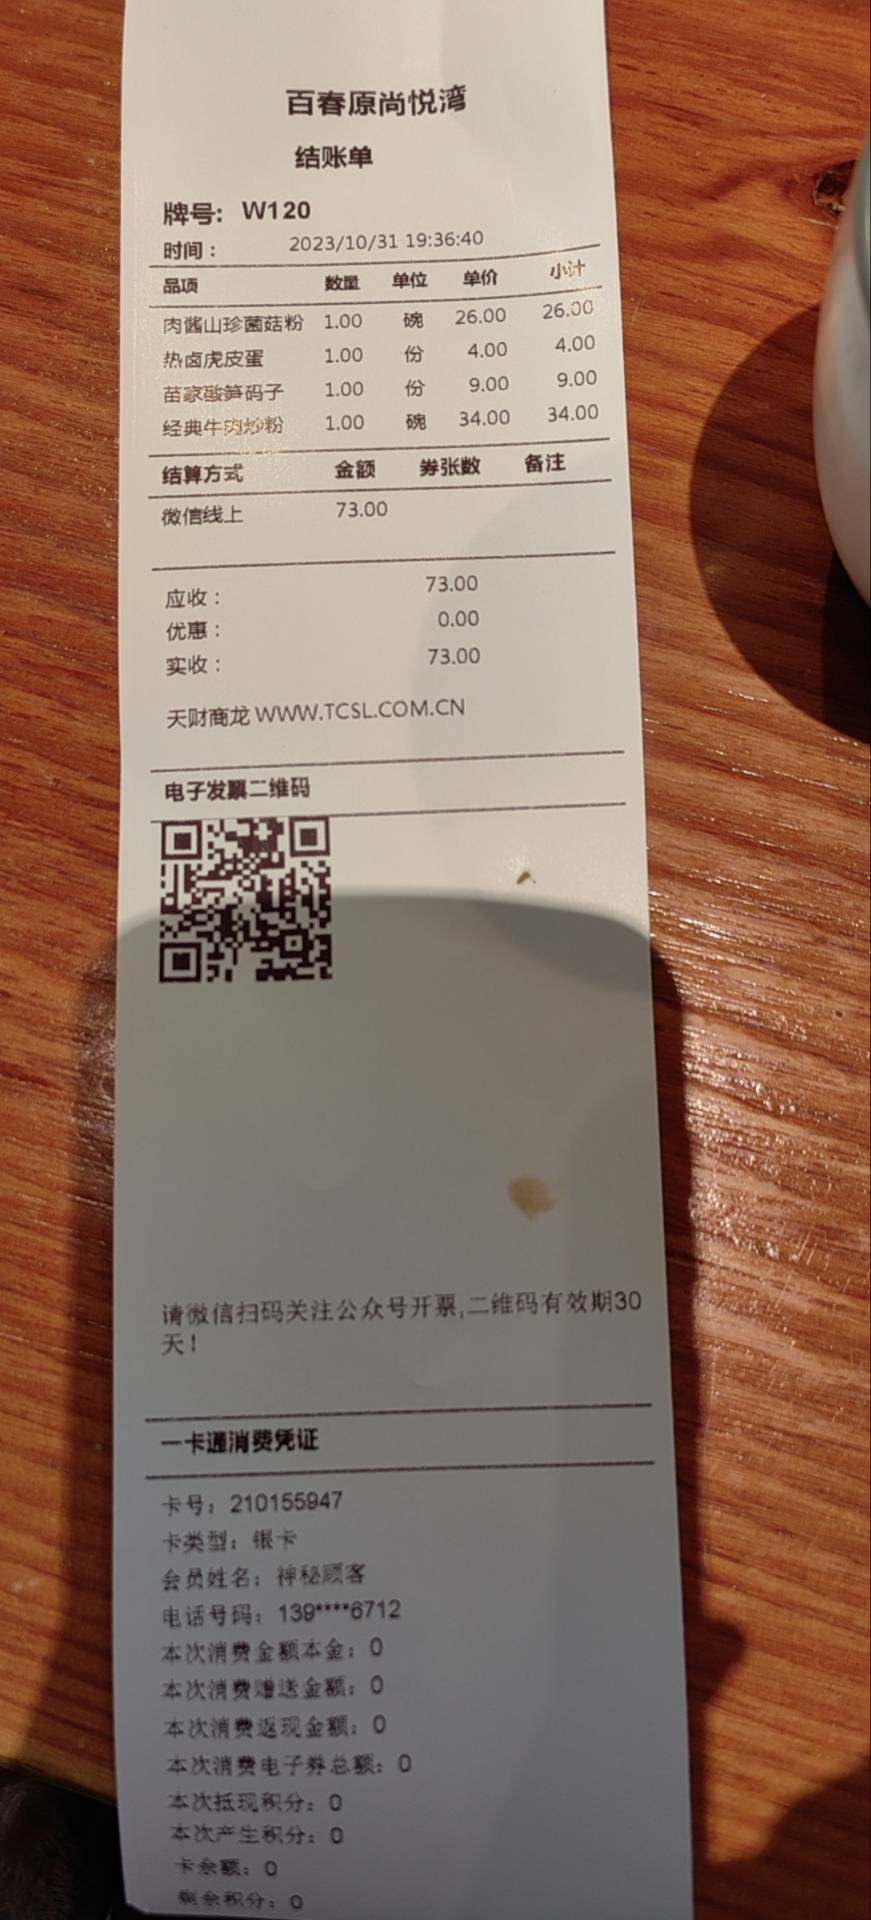 百春原尚悦湾
结账单
牌号: W120
时间: 2023/10/31 19:36:40
品项 数量 单位 单价 小计
肉酱山珍菌菇粉 1.00 碗 26.00 26.00
热卤虎皮蛋 1.00 份 4.00 4.00
苗家酸笋码子 1.00 份 9.00 9.00
经典牛肉炒粉 1.00 碗 34.00 34.00
结算方式 金额 券张数 备注
微信线上 73.00
应收: 73.00
优惠: 0.00
实收: 73.00
天财商龙 WWW.TCSL.COM.CN
电子发票二维码
请微信扫码关注公众号开票,二维码有效期30
天!
一卡通消费凭证
卡号: 210155947
卡类型: 银卡
会员姓名: 神秘顾客
电话号码: 139****6712
本次消费金额本金: 0
本次消费赠送金额: 0
本次消费返现金额: 0
本次消费电子券总额: 0
本次抵现积分: 0
本次产生积分: 0
卡余额: 0
剩余积分: 0